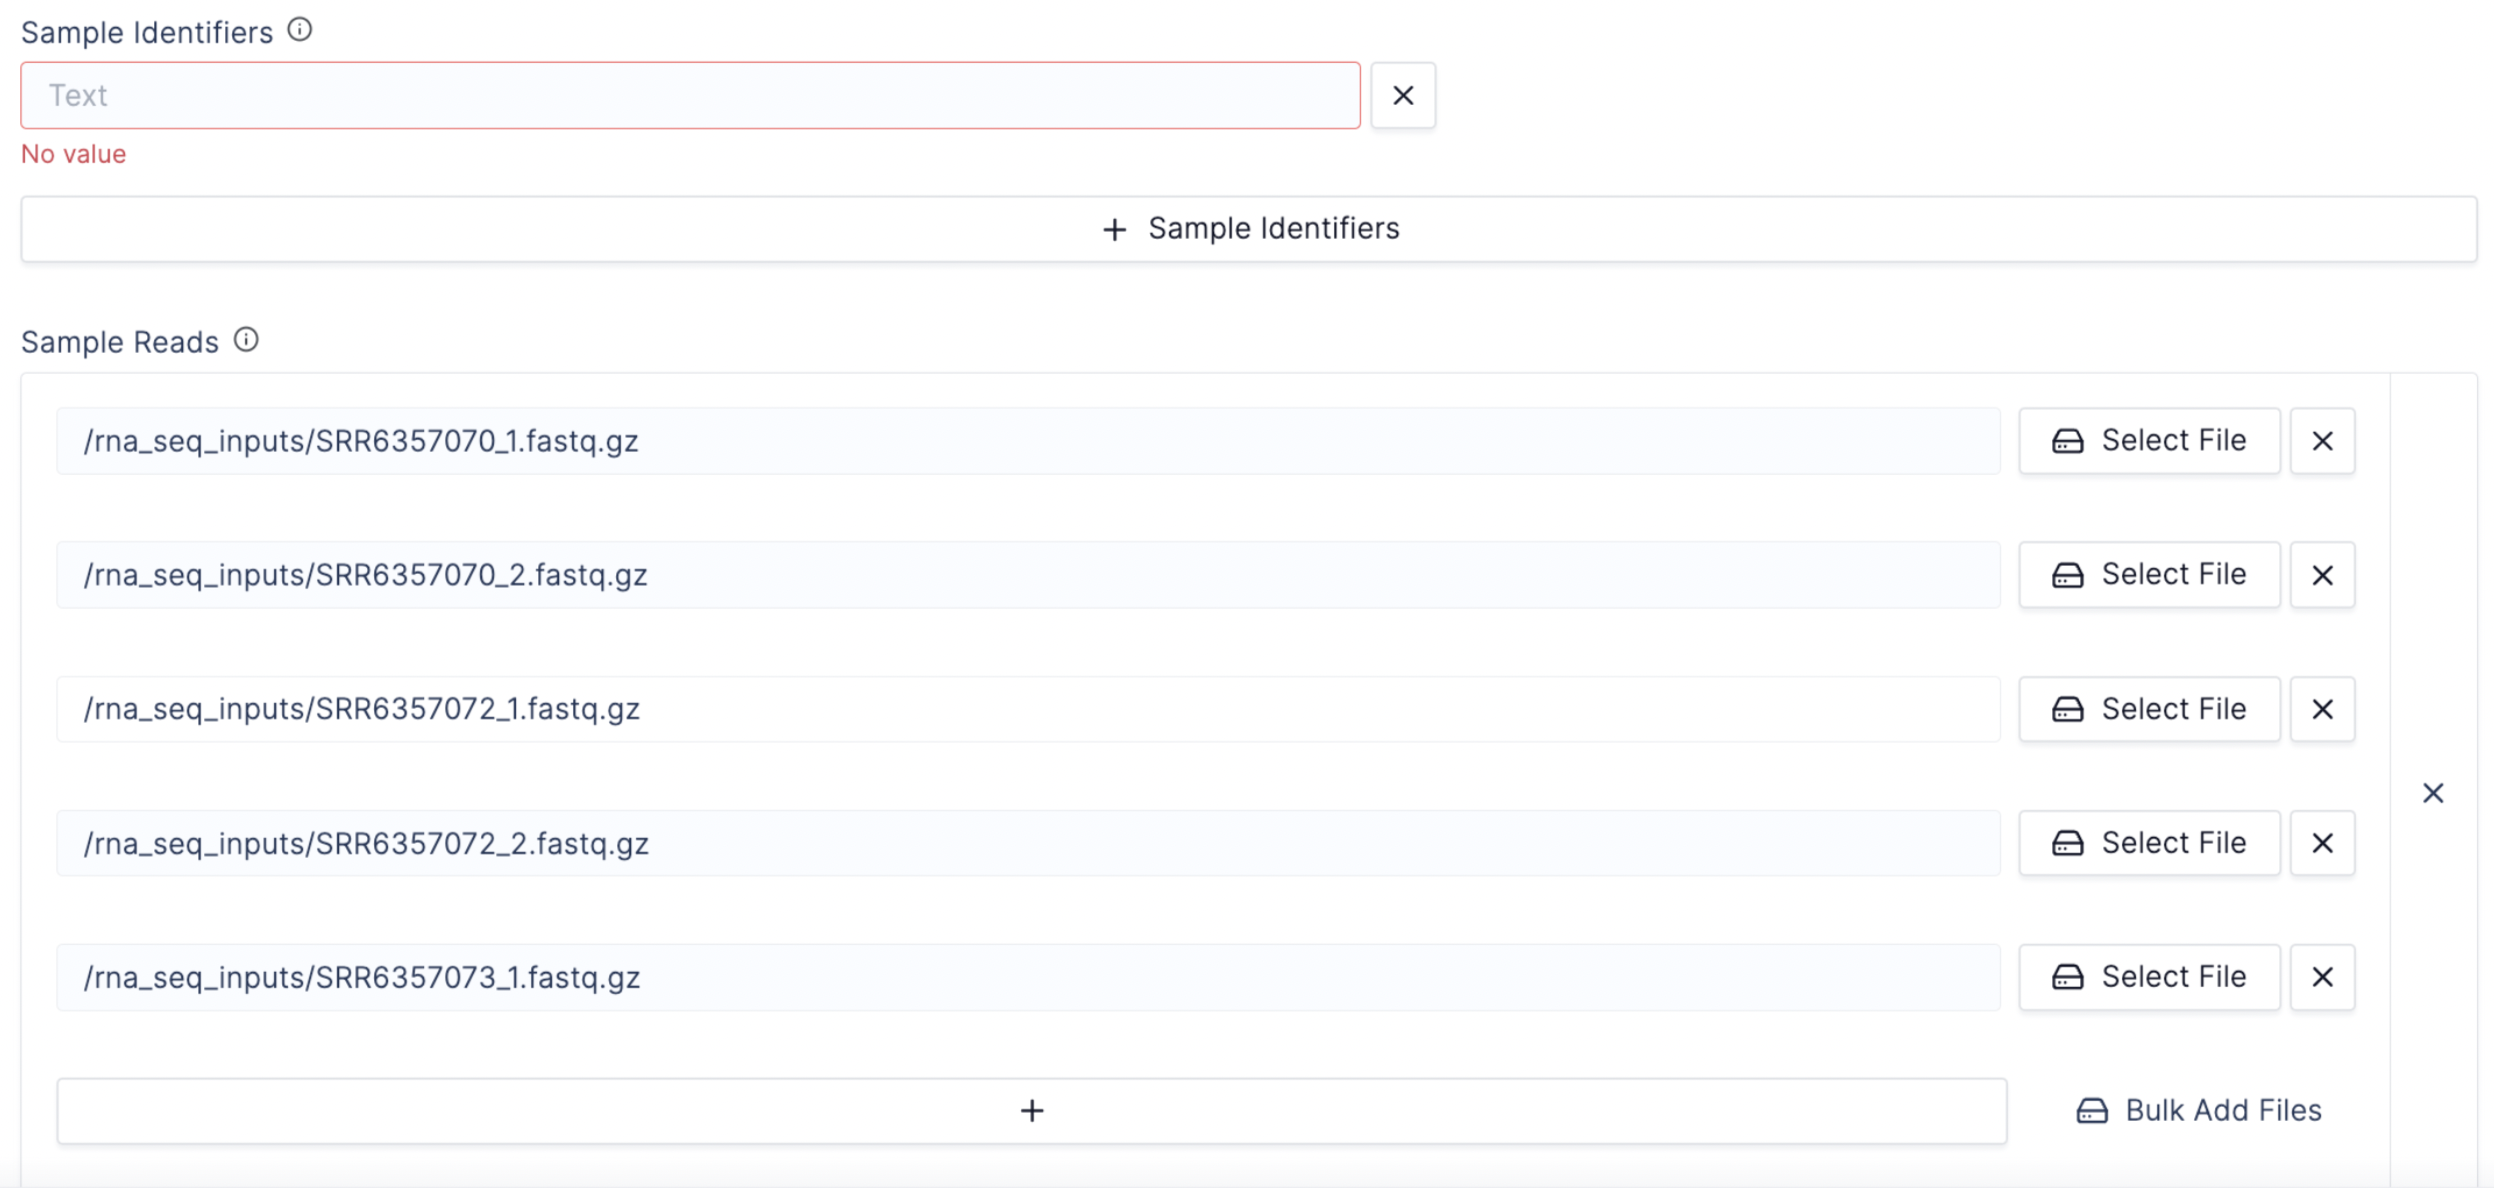 Sample Identifiers
Text
No value
+ Sample Identifiers
Sample Reads
/rna_seq_inputs/SRR6357070_1.fastq.gz Select File
/rna_seq_inputs/SRR6357070_2.fastq.gz Select File
/rna_seq_inputs/SRR6357072_1.fastq.gz Select File
/rna_seq_inputs/SRR6357072_2.fastq.gz Select File
/rna_seq_inputs/SRR6357073_1.fastq.gz Select File
+ Bulk Add Files